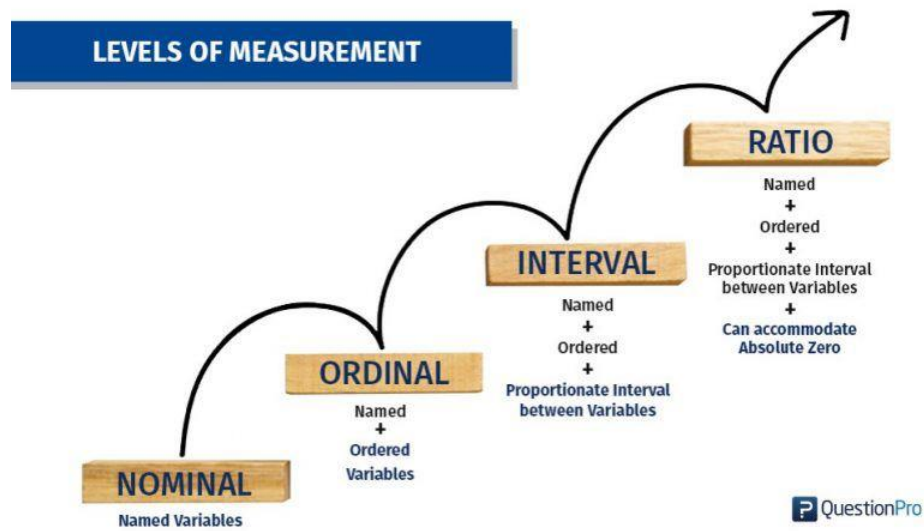 LEVELS OF MEASUREMENT
NOMINAL
Named Variables
ORDINAL
Named
+
Ordered
Variables
INTERVAL
Named
+
Ordered
+
Proportionate Interval
between Variables
RATIO
Named
+
Ordered
+
Proportionate Interval
between Variables
+
Can accommodate
Absolute Zero
QuestionPro